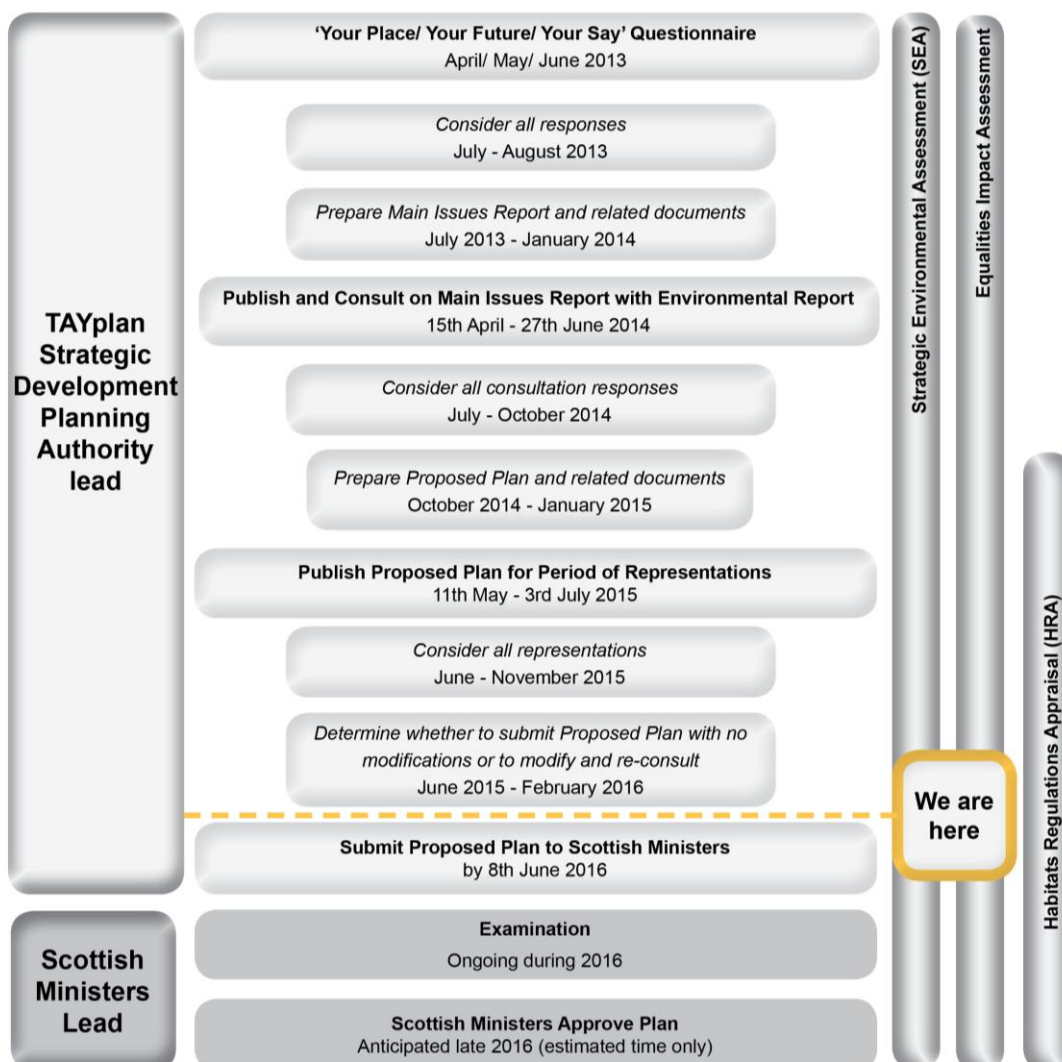 TAYplan
Strategic
Development
Planning
Authority
lead
‘Your Place/ Your Future/ Your Say’ Questionnaire
April/ May/ June 2013
Consider all responses
July - August 2013
Prepare Main Issues Report and related documents
July 2013 - January 2014
Publish and Consult on Main Issues Report with Environmental Report
15th April - 27th June 2014
Consider all consultation responses
July - October 2014
Prepare Proposed Plan and related documents
October 2014 - January 2015
Publish Proposed Plan for Period of Representations
11th May - 3rd July 2015
Consider all representations
June - November 2015
Determine whether to submit Proposed Plan with no
modifications or to modify and re-consult
June 2015 - February 2016
Submit Proposed Plan to Scottish Ministers
by 8th June 2016
Scottish
Ministers
Lead
Examination
Ongoing during 2016
Scottish Ministers Approve Plan
Anticipated late 2016 (estimated time only)
Strategic Environmental Assessment (SEA)
Equalities Impact Assessment
We are
here
Habitats Regulations Appraisal (HRA)